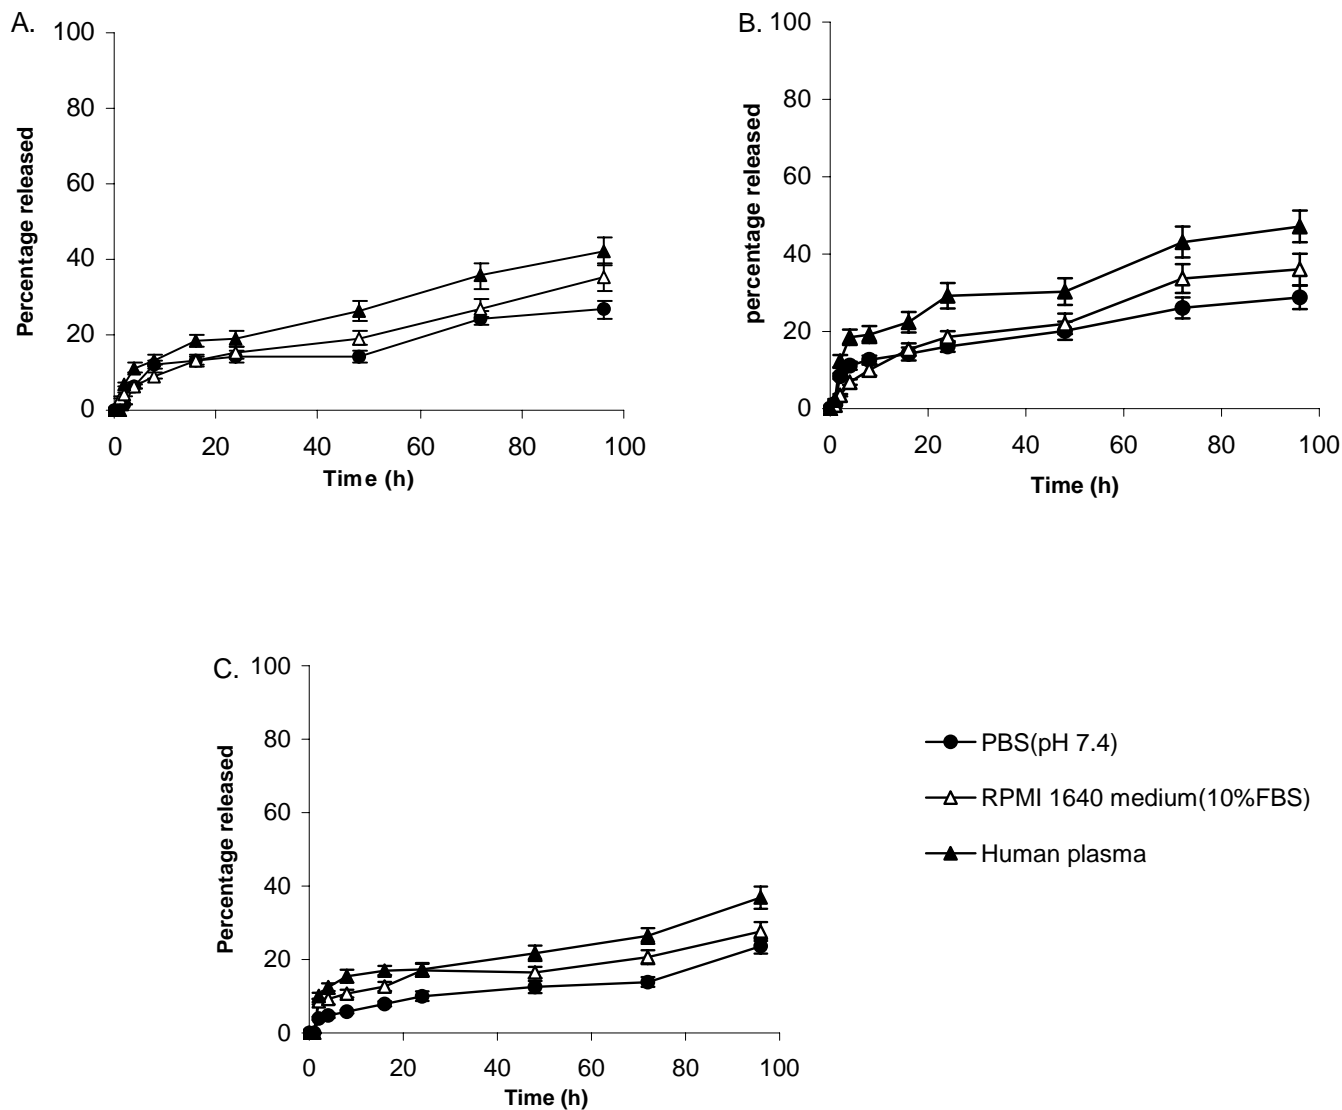 A.
100
80
60
40
20
0
Percentage released
0 20 40 60 80 100
Time (h)
B.
100
80
60
40
20
0
percentage released
0 20 40 60 80 100
Time (h)
C.
100
80
60
40
20
0
Percentage released
0 20 40 60 80 100
Time (h)
PBS(pH 7.4)
RPMI 1640 medium(10%FBS)
Human plasma